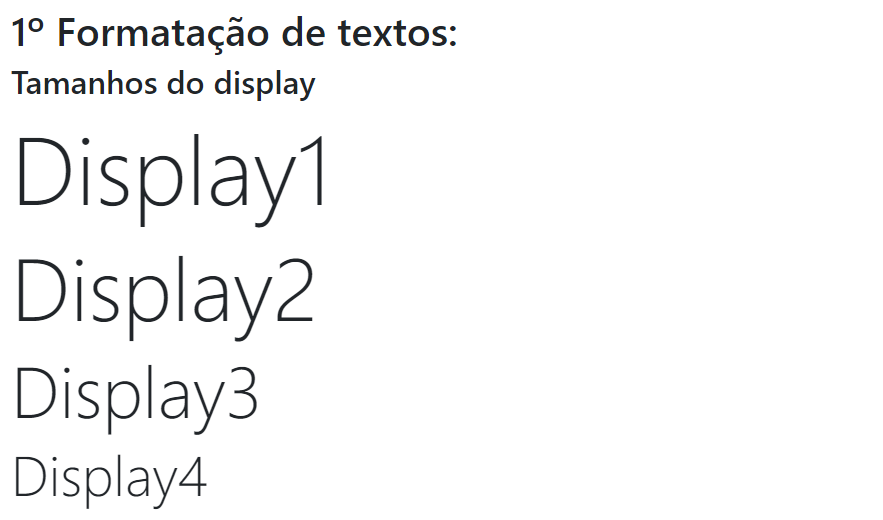 1º Formatação de textos:
Tamanhos do display
Display1
Display2
Display3
Display4